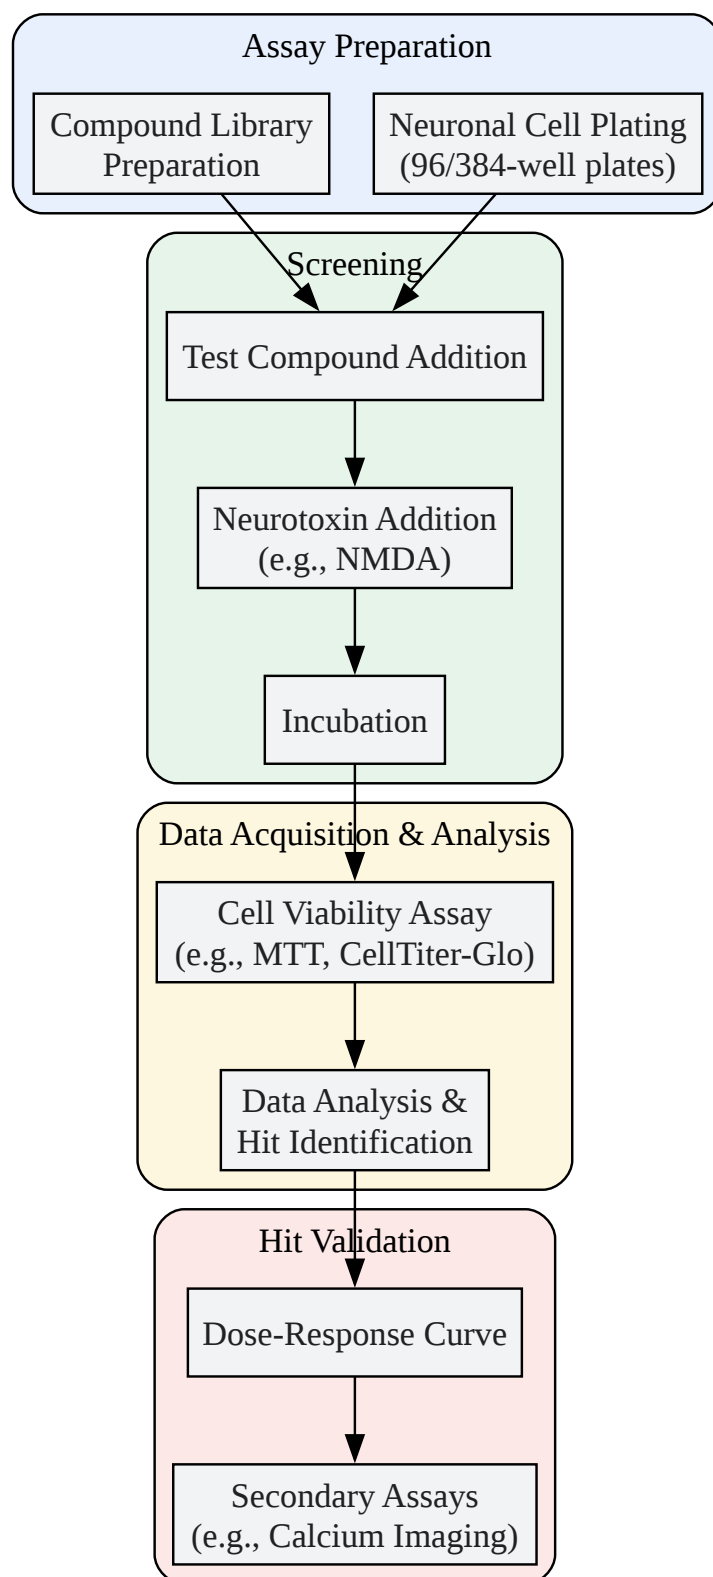 Assay Preparation
Compound Library
Preparation
Neuronal Cell Plating
(96/384-well plates)
Screening
Test Compound Addition
Neurotoxin Addition
(e.g., NMDA)
Incubation
Data Acquisition & Analysis
Cell Viability Assay
(e.g., MTT, CellTiter-Glo)
Data Analysis &
Hit Identification
Hit Validation
Dose-Response Curve
Secondary Assays
(e.g., Calcium Imaging)